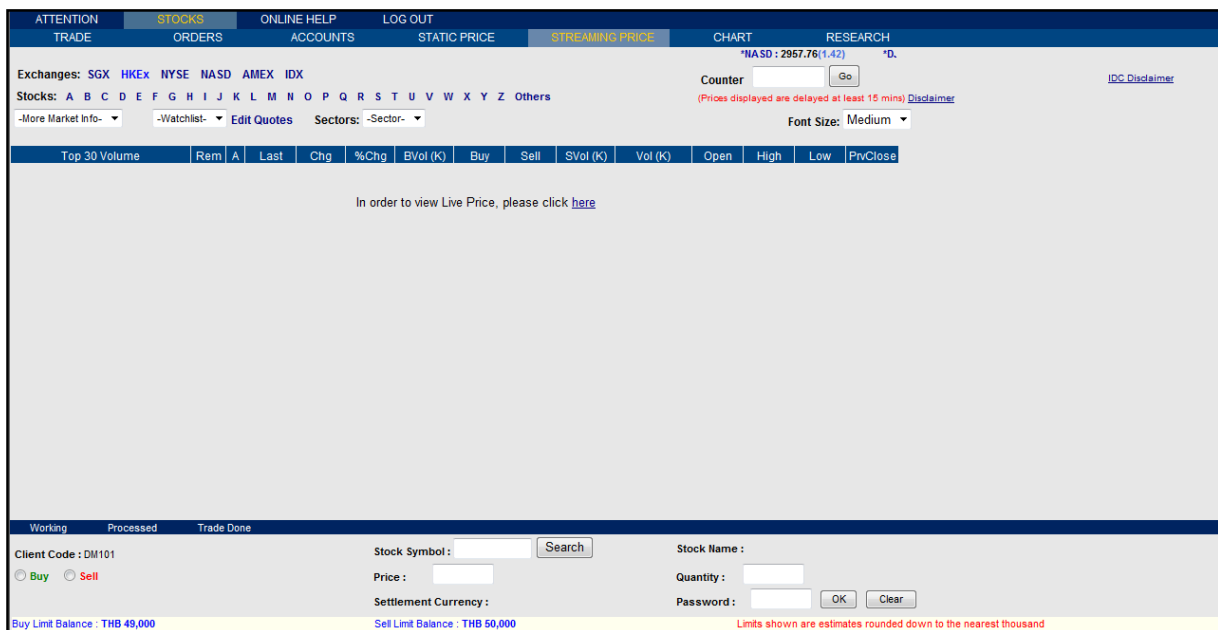 ATTENTION STOCKS ONLINE HELP LOG OUT
TRADE ORDERS ACCOUNTS STATIC PRICE STREAMING PRICE CHART RESEARCH
*NASD : 2957.76(1.42) *D.
Exchanges: SGX HKEx NYSE NASD AMEX IDX
Counter Go IDC Disclaimer
Stocks: A B C D E F G H I J K L M N O P Q R S T U V W X Y Z Others
(Prices displayed are delayed at least 15 mins) Disclaimer
-More Market Info- -Watchlist- Edit Quotes Sectors: -Sector- Font Size: Medium
Top 30 Volume Rem A Last Chg %Chg BVol (K) Buy Sell SVol (K) Vol (K) Open High Low PrvClose
In order to view Live Price, please click here
Working Processed Trade Done
Client Code : DM101 Stock Symbol : Search Stock Name :
Buy Sell Price : Quantity :
Settlement Currency : Password : OK Clear
Buy Limit Balance : THB 49,000 Sell Limit Balance : THB 50,000 Limits shown are estimates rounded down to the nearest thousand